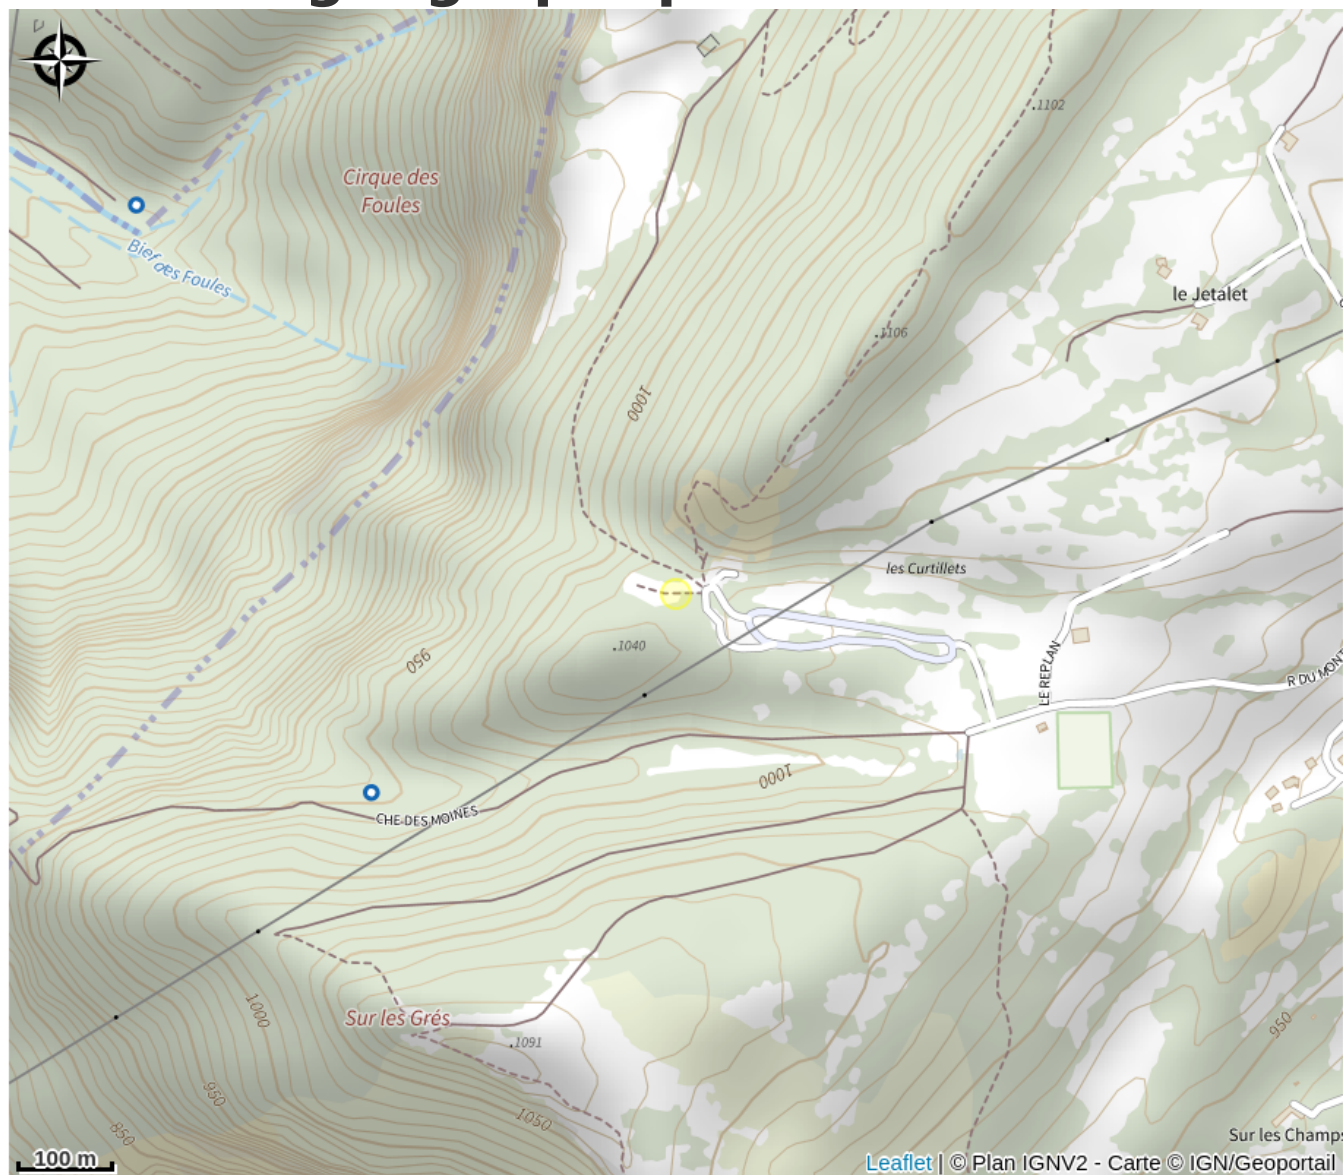 .1102
Cirque des
Foules
Bief des Foules
le Jetalet
.1106
1000
les Curtillets
.1040
950
LE REPLAN
R DU MONT
1000
CHE DES MOINES
1000
Sur les Grés
.1091
950
950
1050
850
Sur les Champs
100 m
Leaflet | © Plan IGNV2 - Carte © IGN/Geoportail